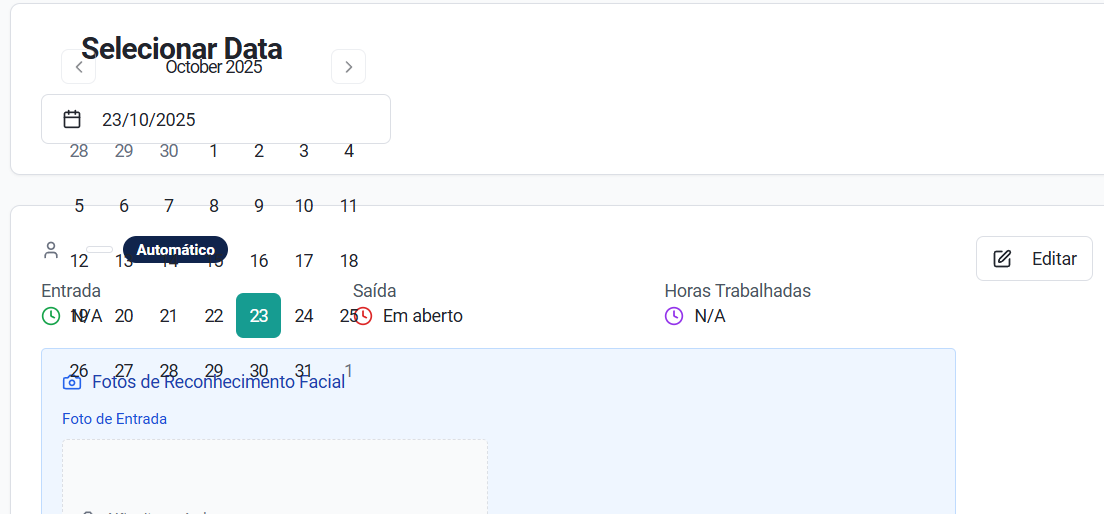 Selecionar Data
October 2025
23/10/2025
28 29 30 1 2 3 4
5 6 7 8 9 10 11
Automático
12 13 14 15 16 17 18
Editar
Entrada Saída Horas Trabalhadas
N/A Em aberto N/A
19 20 21 22 23 24 25
26 27 28 29 30 31 1
Fotos de Reconhecimento Facial
Foto de Entrada